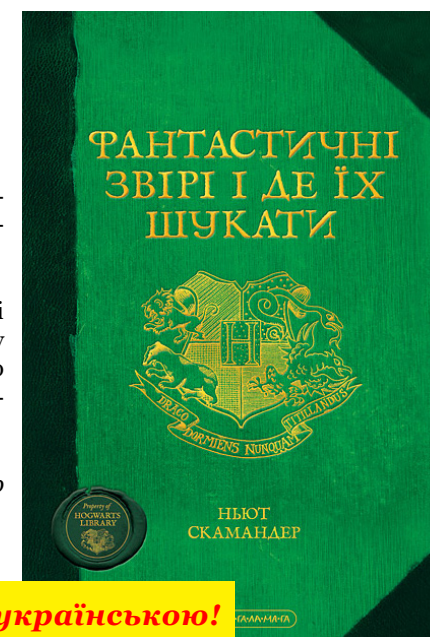 ФАНТАСТИЧНІ
ЗВІРІ І ДЕ ЇХ
ШУКАТИ
H
DRACO DORMIENS NUNQUAM TITILLANDUS
Property of
HOGWARTS
LIBRARY
НЬЮТ
СКАМАНДЕР
українською!